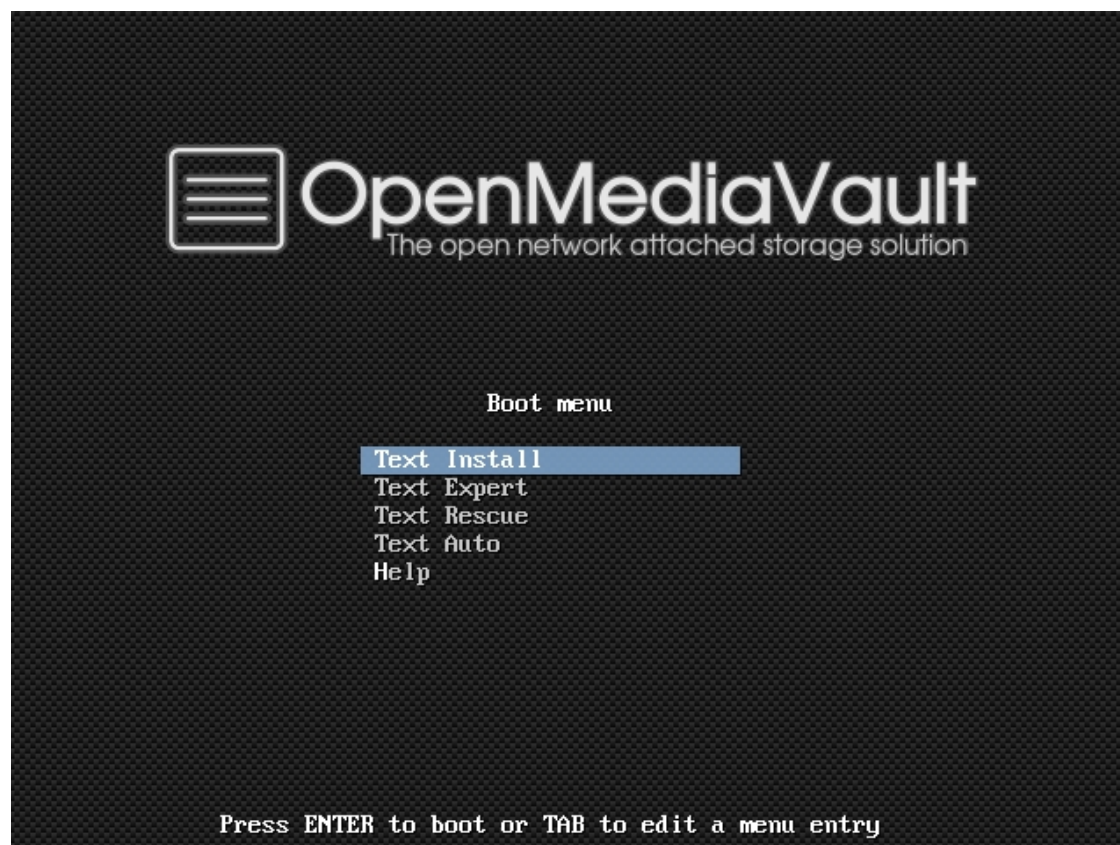 OpenMediaVault
The open network attached storage solution
Boot menu
Text Install
Text Expert
Text Rescue
Text Auto
Help
Press ENTER to boot or TAB to edit a menu entry